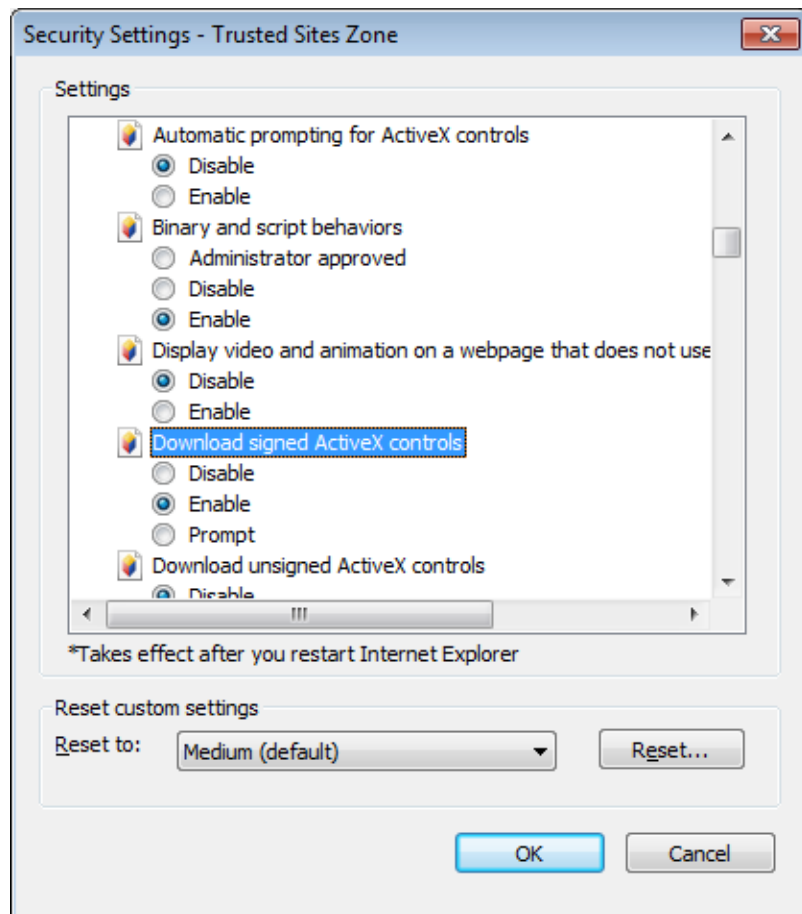 Security Settings - Trusted Sites Zone
Settings
Automatic prompting for ActiveX controls
Disable
Enable
Binary and script behaviors
Administrator approved
Disable
Enable
Display video and animation on a webpage that does not use
Disable
Enable
Download signed ActiveX controls
Disable
Enable
Prompt
Download unsigned ActiveX controls
Disable
*Takes effect after you restart Internet Explorer
Reset custom settings
Reset to: Medium (default) Reset...
OK Cancel